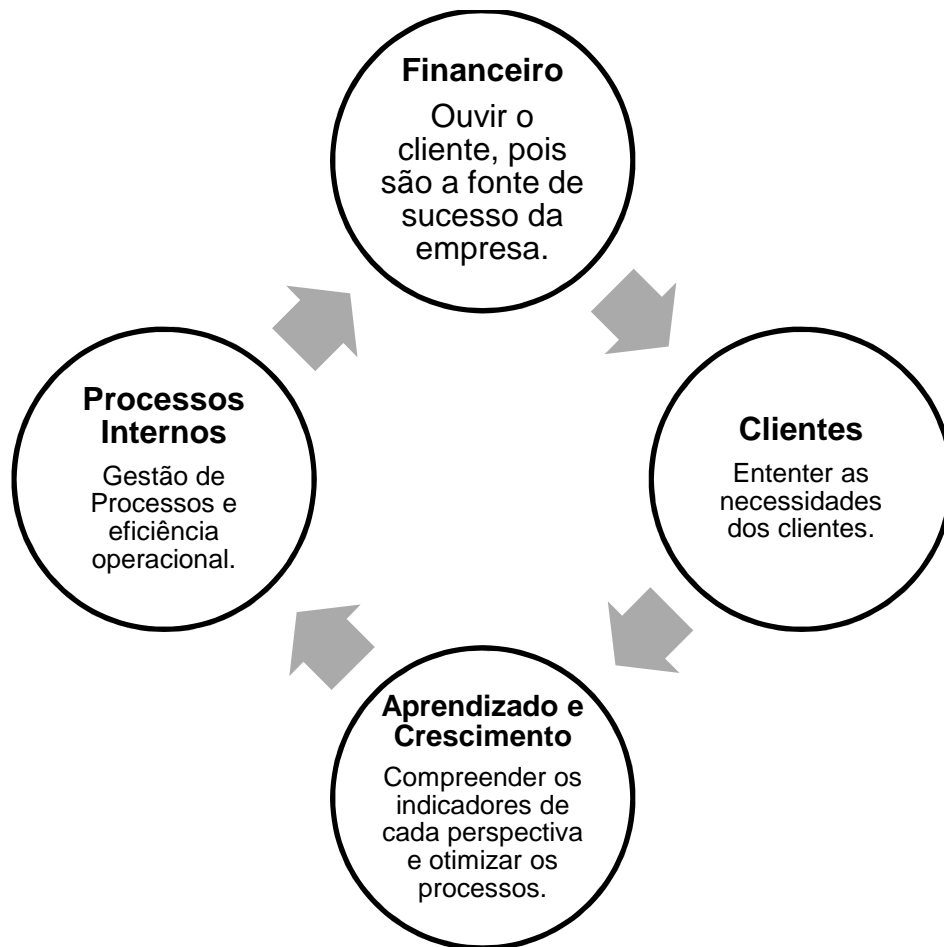 Financeiro
Ouvir o
cliente, pois
são a fonte de
sucesso da
empresa.
Clientes
Ententer as
necessidades
dos clientes.
Aprendizado e
Crescimento
Compreender os
indicadores de
cada perspectiva
e otimizar os
processos.
Processos
Internos
Gestão de
Processos e
eficiência
operacional.